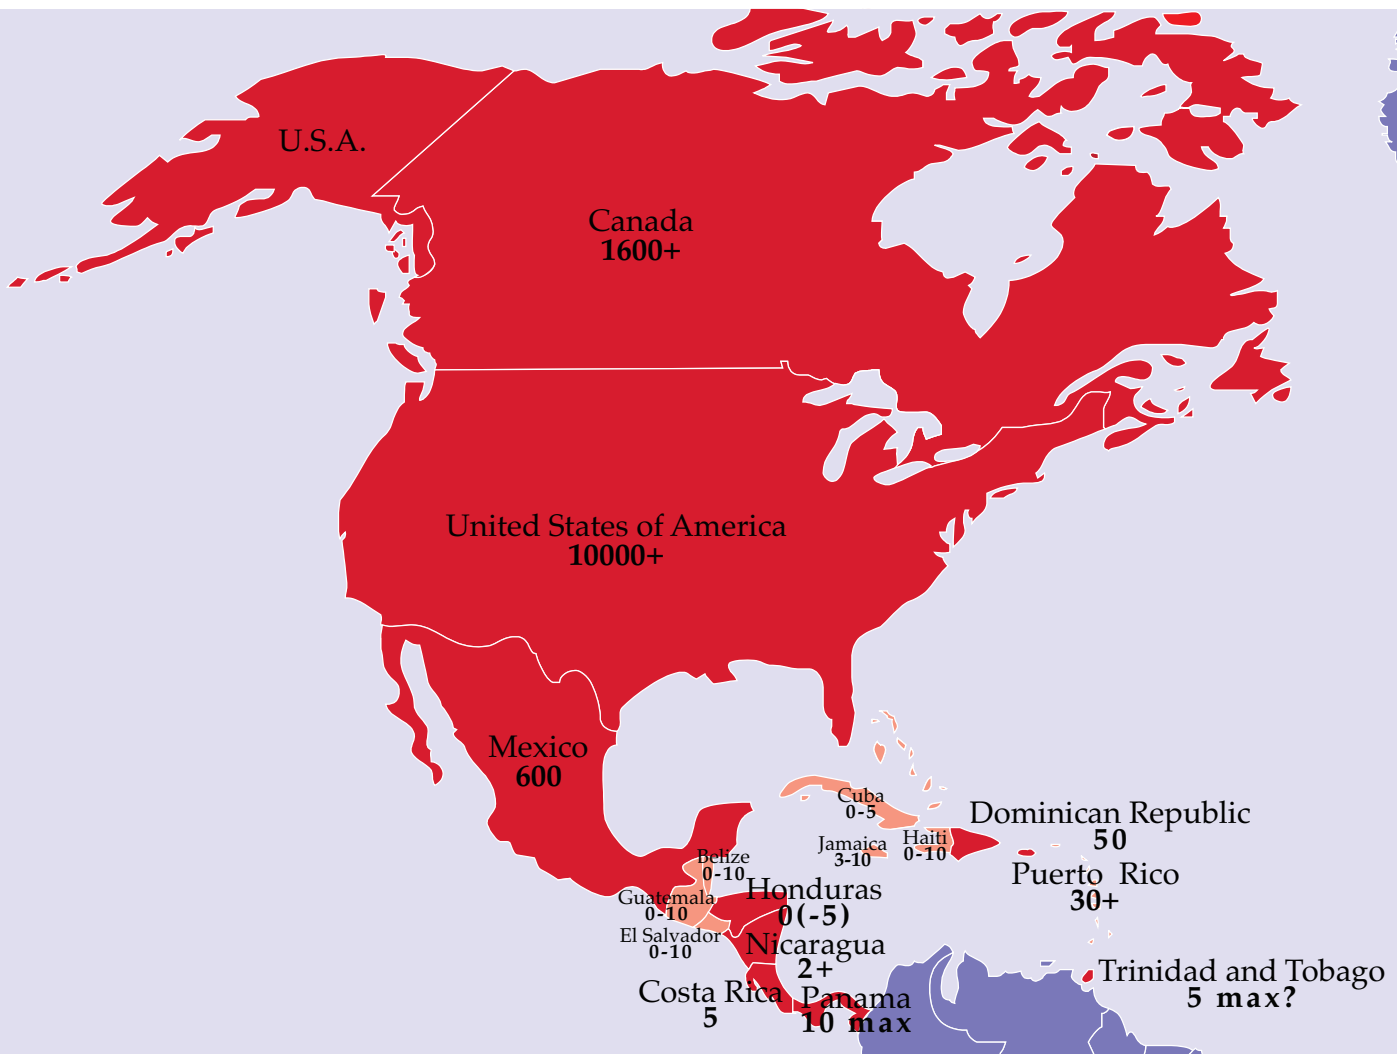 U.S.A.
Canada
1600+
United States of America
10000+
Mexico
600
Cuba
0-5
Dominican Republic
50
Jamaica
3-10
Haiti
0-10
Belize
0-10
Puerto Rico
30+
Honduras
0(-5)
Guatemala
0-10
El Salvador
0-10
Nicaragua
2+
Trinidad and Tobago
5 max?
Costa Rica
5
Panama
10 max